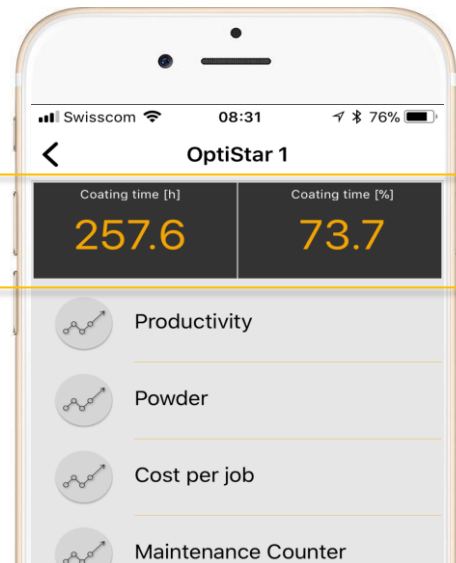 Swisscom 08:31 76%
OptiStar 1
Coating time [h] Coating time [%]
257.6 73.7
Productivity
Powder
Cost per job
Maintenance Counter